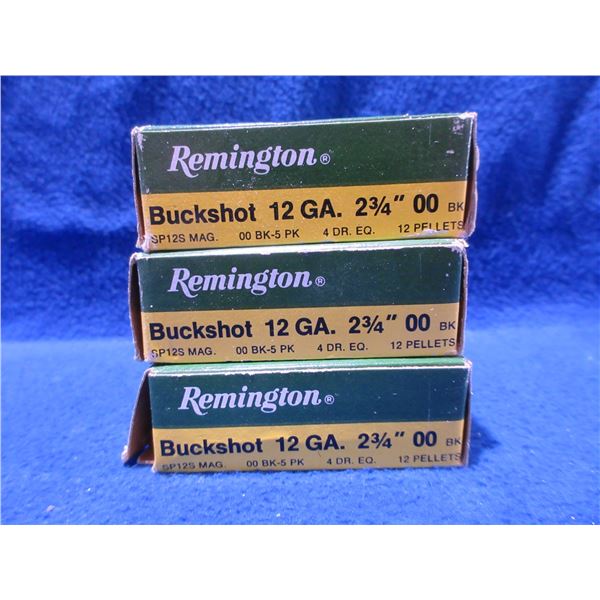 Remington®
Buckshot 12 GA. 2¾" 00 BK
SP12S MAG. 00 BK-5 PK 4 DR. EQ. 12 PELLETS
Remington®
Buckshot 12 GA. 2¾" 00 BK
SP12S MAG. 00 BK-5 PK 4 DR. EQ. 12 PELLETS
Remington®
Buckshot 12 GA. 2¾" 00 BK
SP12S MAG. 00 BK-5 PK 4 DR. EQ. 12 PELLETS